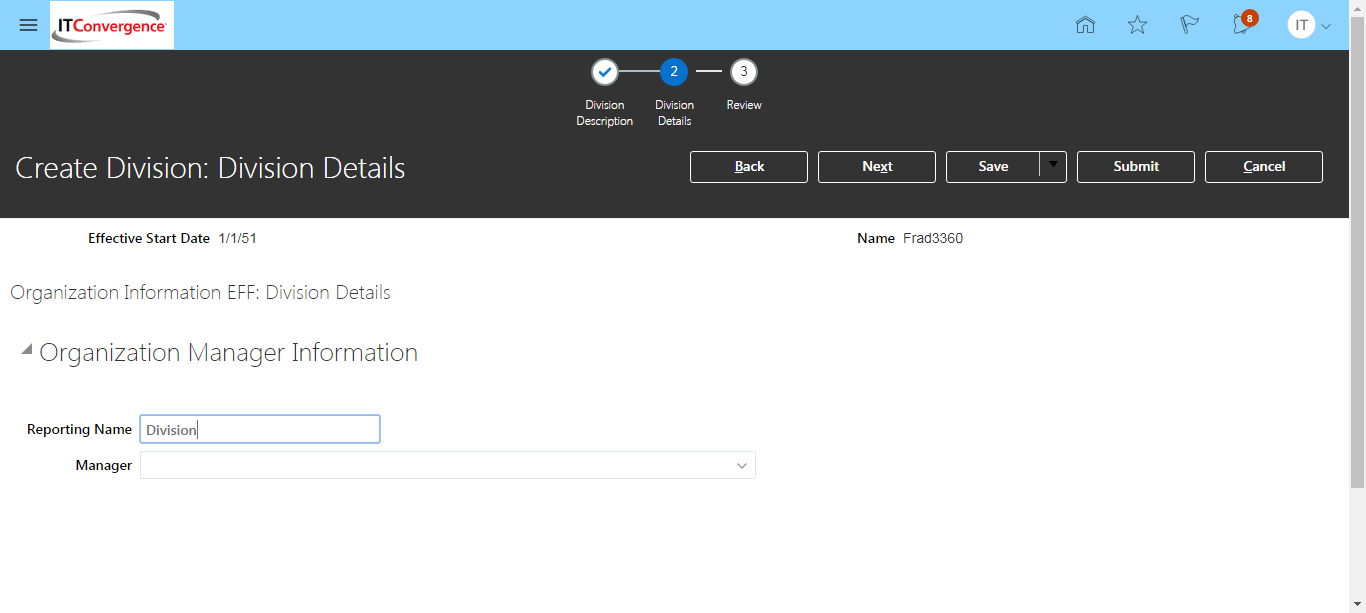 ITConvergence
8
IT
2
3
Division
Description
Division
Details
Review
Create Division: Division Details
Back
Next
Save
Submit
Cancel
Effective Start Date 1/1/51
Name Frad3360
Organization Information EFF: Division Details
Organization Manager Information
Reporting Name Division
Manager